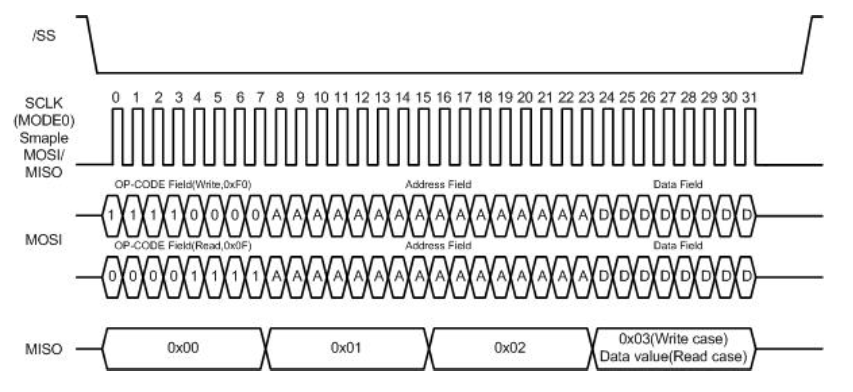 /SS
0 1 2 3 4 5 6 7 8 9 10 11 12 13 14 15 16 17 18 19 20 21 22 23 24 25 26 27 28 29 30 31
SCLK
(MODE0)
Smaple
MOSI/
MISO
OP-CODE Field(Write,0xF0) Address Field Data Field
1 1 1 1 0 0 0 0 A A A A A A A A A A A A A A A A D D D D D D D D
MOSI
OP-CODE Field(Read,0x0F) Address Field Data Field
0 0 0 0 1 1 1 1 A A A A A A A A A A A A A A A A D D D D D D D D
MISO 0x00 0x01 0x02 0x03(Write case)
Data value(Read case)